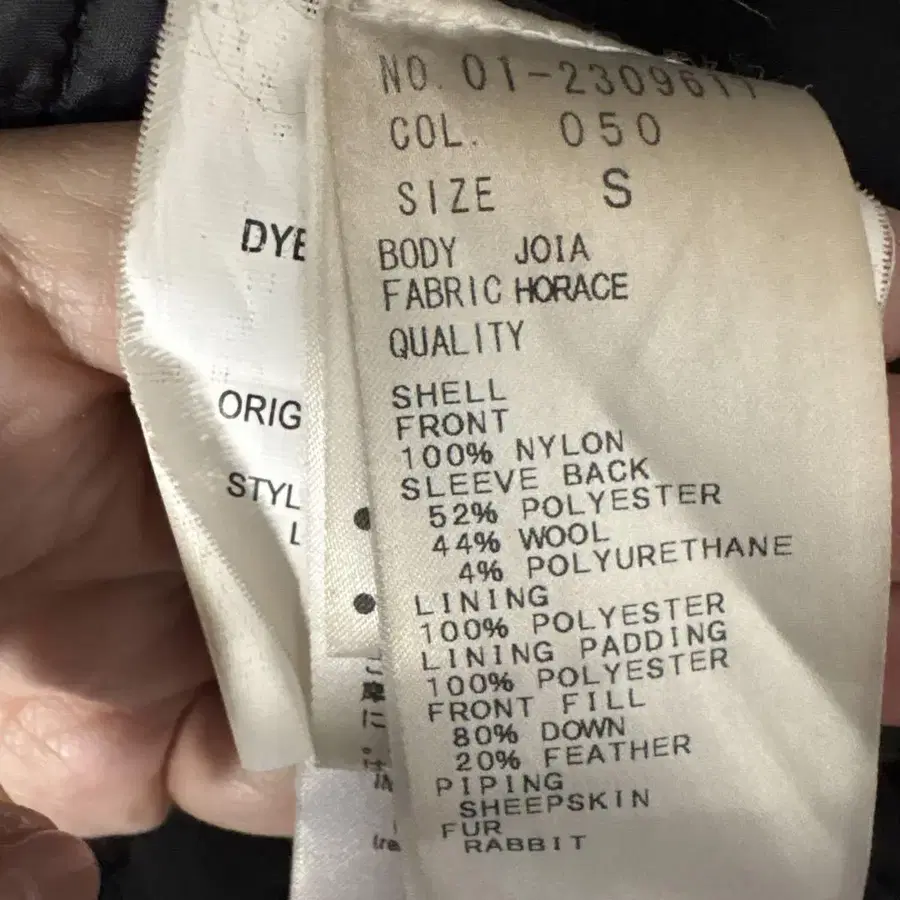 NO. 01-2309611
COL. 050
SIZE S
BODY JOIA
FABRIC HORACE
QUALITY
SHELL
FRONT
100% NYLON
SLEEVE BACK
52% POLYESTER
44% WOOL
4% POLYURETHANE
LINING
100% POLYESTER
LINING PADDING
100% POLYESTER
FRONT FILL
80% DOWN
20% FEATHER
PIPING
SHEEPSKIN
FUR
RABBIT
DYE
ORIG
STYL
L